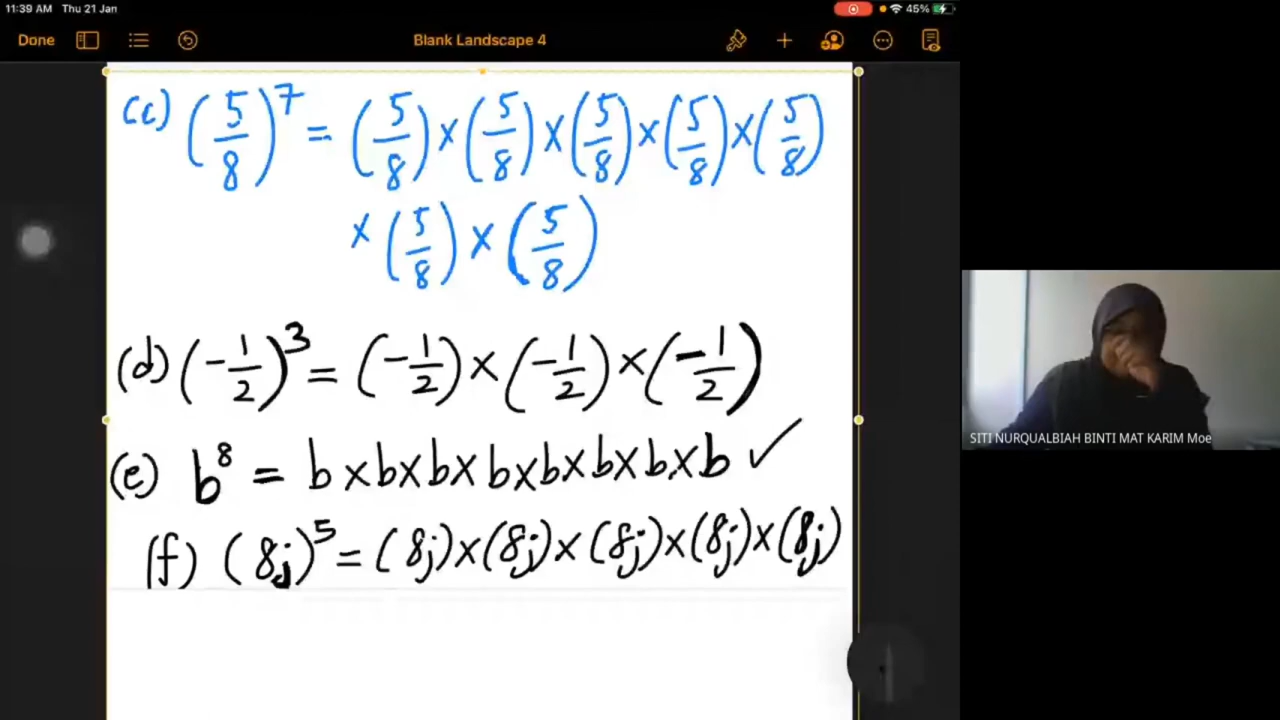 11:39 AM Thu 21 Jan
45%
Done
Blank Landscape 4
(c) (5/8)^7 = (5/8) × (5/8) × (5/8) × (5/8) × (5/8)
× (5/8) × (5/8)
(d) (-1/2)^3 = (-1/2) × (-1/2) × (-1/2)
(e) b^8 = b × b × b × b × b × b × b × b ✓
(f) (8j)^5 = (8j) × (8j) × (8j) × (8j) × (8j)
SITI NURQUALBIAH BINTI MAT KARIM Moe